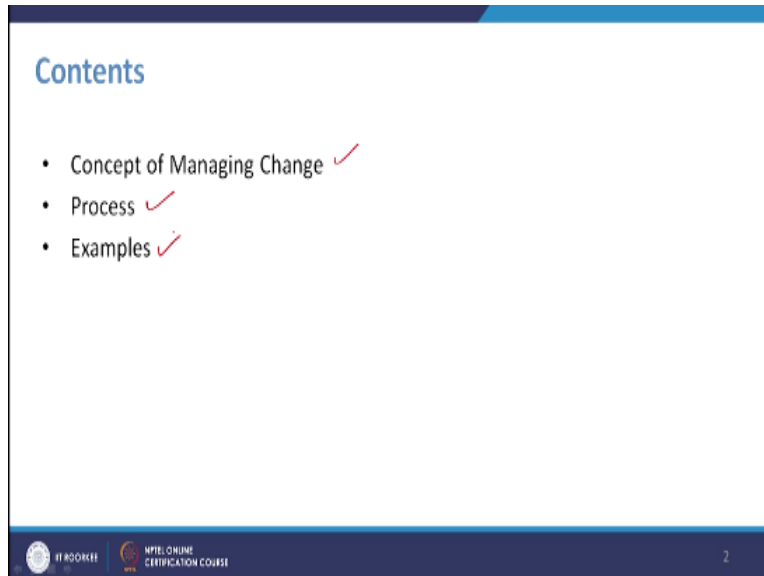 Contents
• Concept of Managing Change
• Process
• Examples
IIT ROORKEE
NPTEL ONLINE
CERTIFICATION COURSE
2